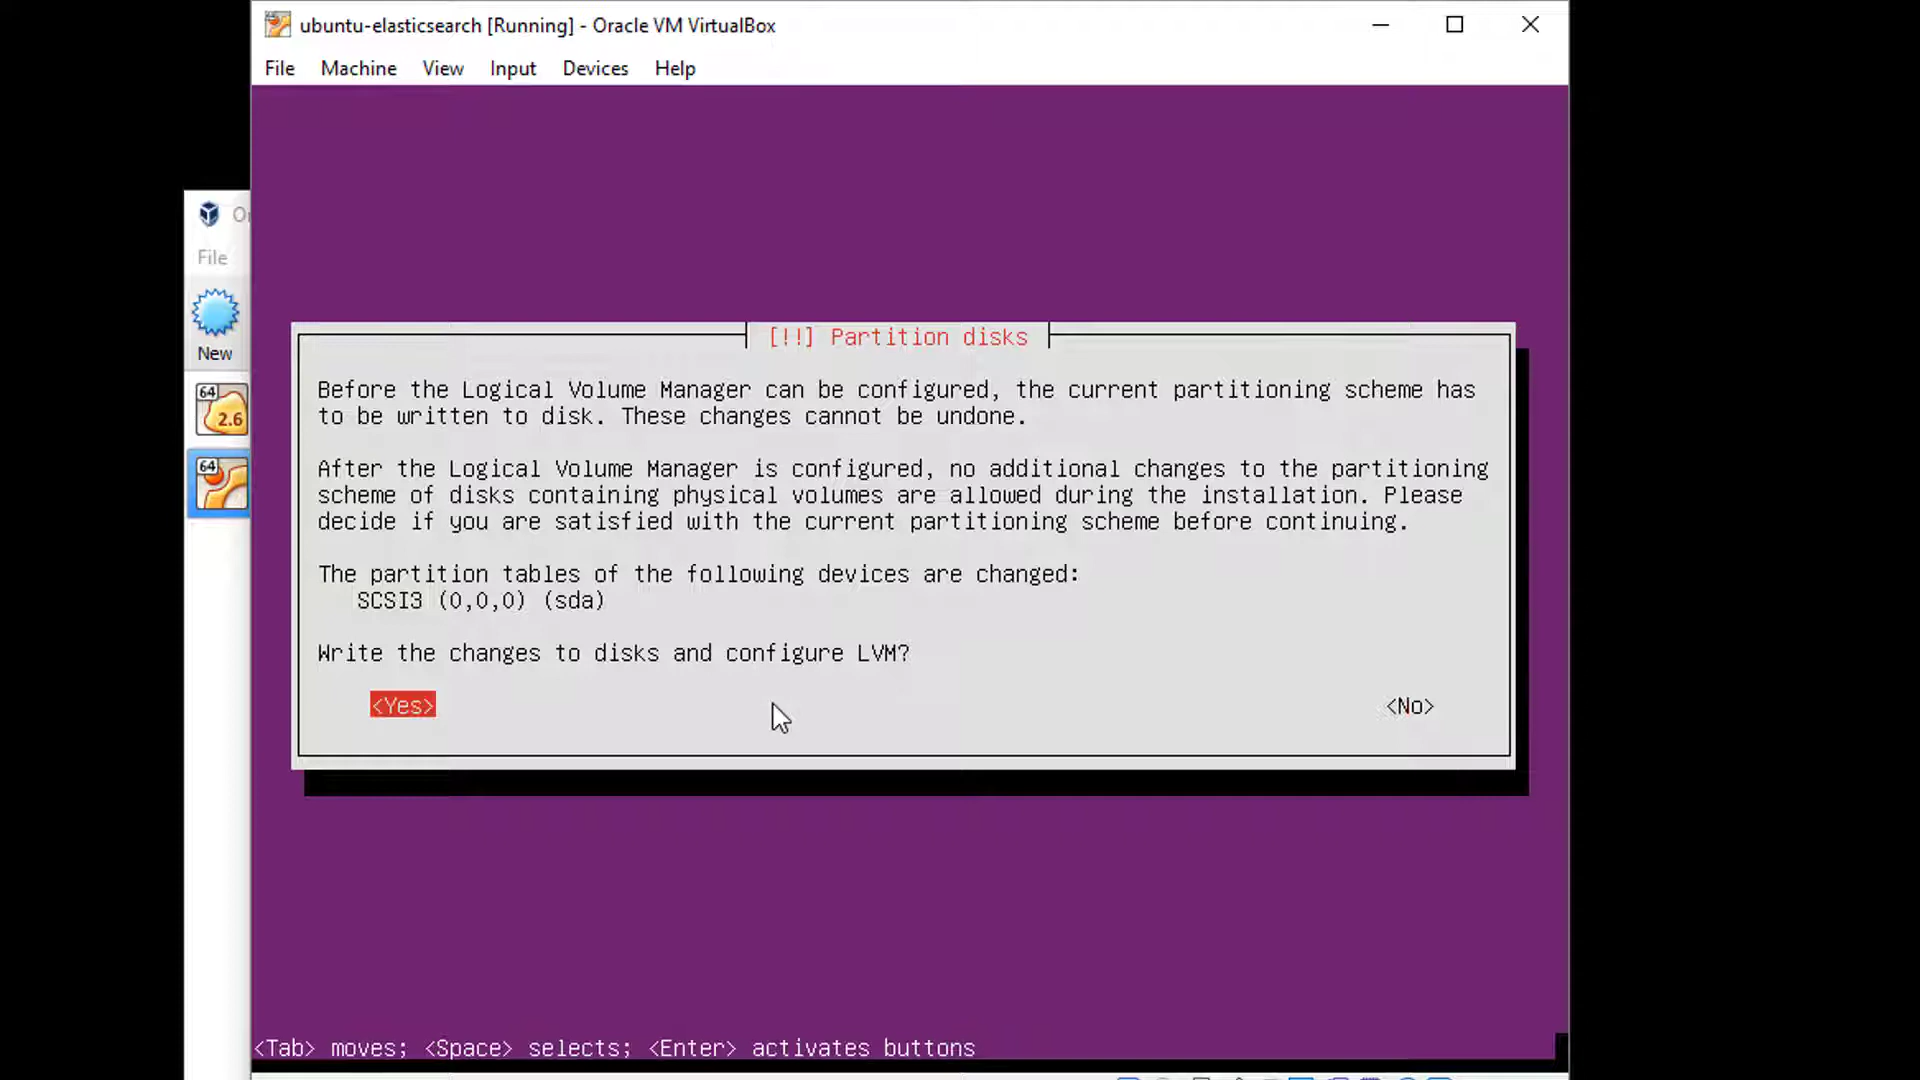 ubuntu-elasticsearch [Running] - Oracle VM VirtualBox
File Machine View Input Devices Help
File
New
64
2.6
64
[!!] Partition disks
Before the Logical Volume Manager can be configured, the current partitioning scheme has
to be written to disk. These changes cannot be undone.
After the Logical Volume Manager is configured, no additional changes to the partitioning
scheme of disks containing physical volumes are allowed during the installation. Please
decide if you are satisfied with the current partitioning scheme before continuing.
The partition tables of the following devices are changed:
SCSI3 (0,0,0) (sda)
Write the changes to disks and configure LVM?
<Yes> <No>
<Tab> moves; <Space> selects; <Enter> activates buttons